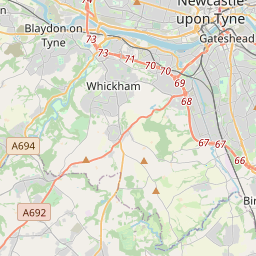 Newcastle
upon Tyne
Blaydon on
Tyne
Gateshead
73
74
71
70
70
73
69
Whickham
68
A694
67
67
66
A692
Bir